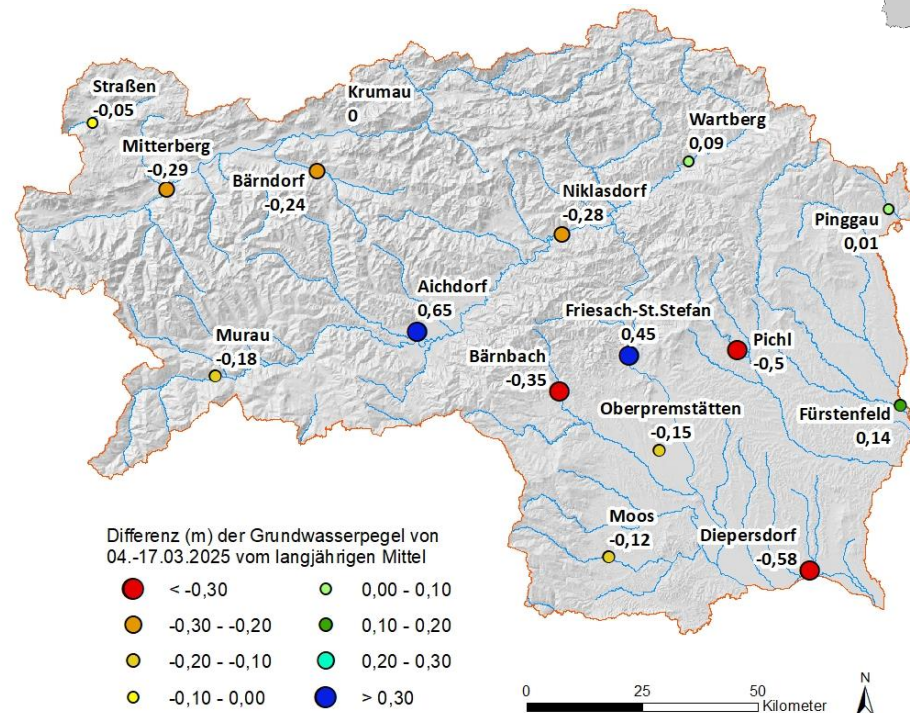 Straßen
-0,05
Krumau
0
Wartberg
0,09
Mitterberg
-0,29
Bärndorf
-0,24
Niklasdorf
-0,28
Pinggau
0,01
Aichdorf
0,65
Friesach-St.Stefan
0,45
Murau
-0,18
Bärnbach
-0,35
Pichl
-0,5
Oberpremstätten
-0,15
Fürstenfeld
0,14
Moos
-0,12
Diepersdorf
-0,58
Differenz (m) der Grundwasserpegel von
04.-17.03.2025 vom langjährigen Mittel
< -0,30
-0,30 - -0,20
-0,20 - -0,10
-0,10 - 0,00
0,00 - 0,10
0,10 - 0,20
0,20 - 0,30
> 0,30
0 25 50
Kilometer
N